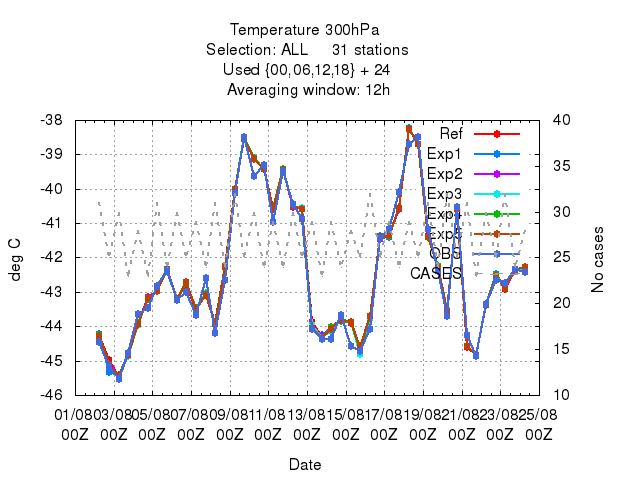 Temperature 300hPa
Selection: ALL 31 stations
Used {00,06,12,18} + 24
Averaging window: 12h
-38
-39
-40
-41
-42
-43
-44
-45
-46
deg C
40
35
30
25
20
15
10
No cases
Ref
Exp1
Exp2
Exp3
Exp4
Exp5
OBS
CASES
01/08 03/08 05/08 07/08 09/08 11/08 13/08 15/08 17/08 19/08 21/08 23/08 25/08
00Z 00Z 00Z 00Z 00Z 00Z 00Z 00Z 00Z 00Z 00Z 00Z 00Z
Date